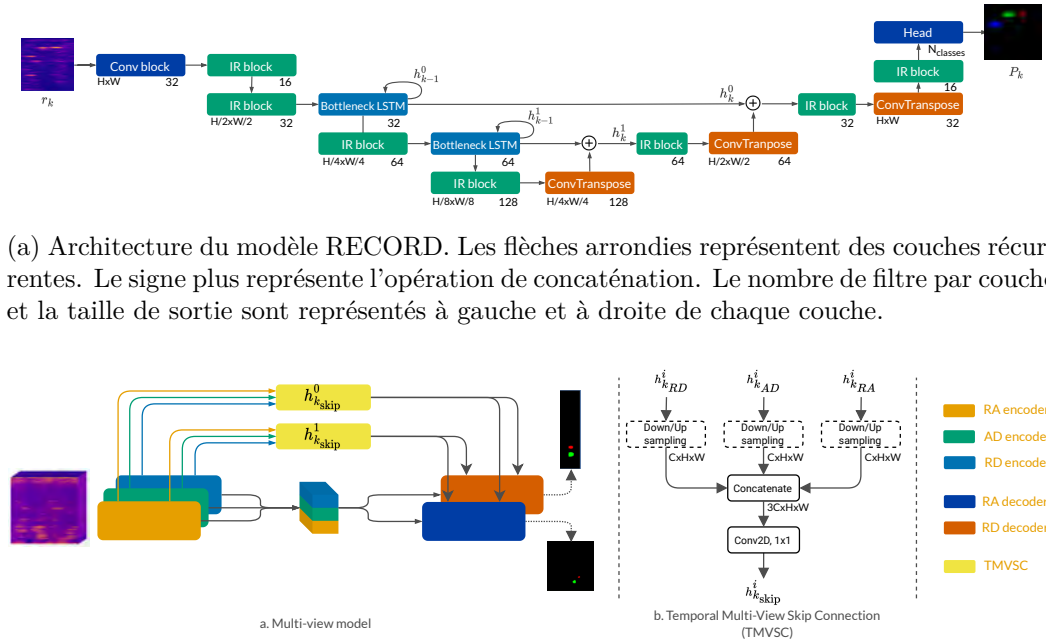 Head
N_classes
Conv block
IR block
IR block
h^0_{k-1}
r_k
HxW
32
16
16
P_k
IR block
Bottleneck LSTM
h^0_k
IR block
ConvTranspose
H/2xW/2
32
32
32
HxW
32
h^1_{k-1}
IR block
Bottleneck LSTM
h^1_k
IR block
ConvTranpose
H/4xW/4
64
64
64
H/2xW/2
64
IR block
ConvTranspose
H/8xW/8
128
H/4xW/4
128
(a) Architecture du modèle RECORD. Les flèches arrondies représentent des couches récur-
rentes. Le signe plus représente l'opération de concaténation. Le nombre de filtre par couche
et la taille de sortie sont représentés à gauche et à droite de chaque couche.
h^0_{k_skip}
h^1_{k_skip}
a. Multi-view model
h^i_{k_RD}
h^i_{k_AD}
h^i_{k_RA}
Down/Up
sampling
Down/Up
sampling
Down/Up
sampling
CxHxW
CxHxW
CxHxW
Concatenate
3CxHxW
Conv2D, 1x1
h^i_{k_skip}
b. Temporal Multi-View Skip Connection
(TMVSC)
RA encoder
AD encode
RD encode
RA decoder
RD decoder
TMVSC